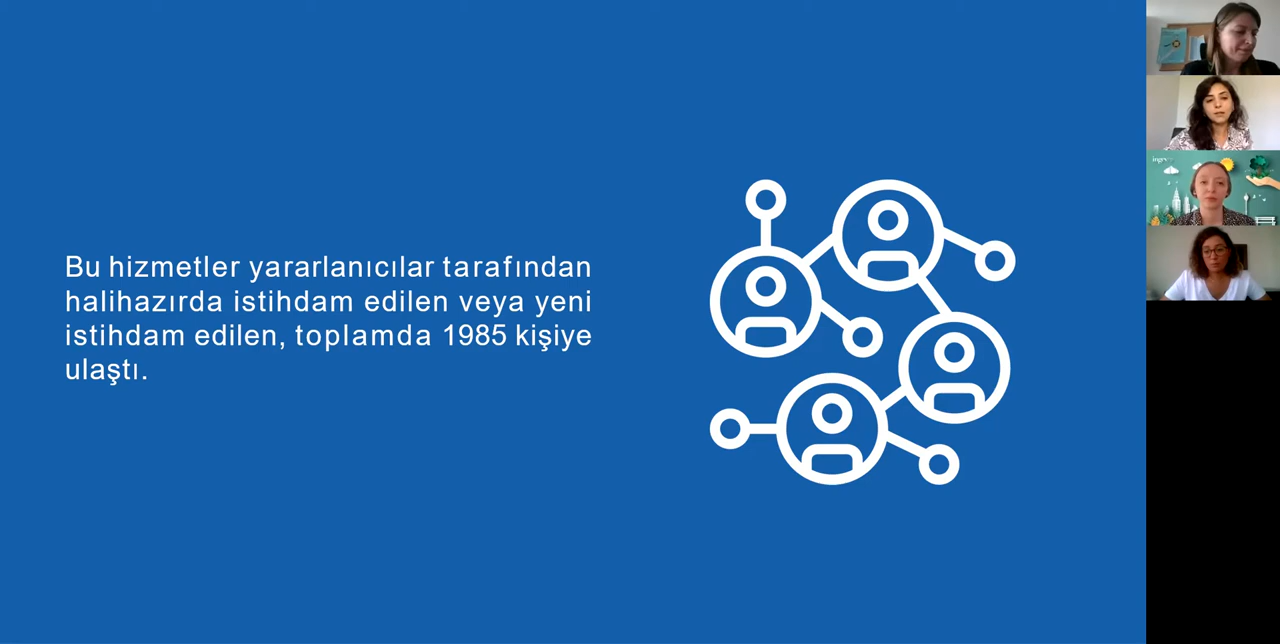 Bu hizmetler yararlanıcılar tarafından
halihazırda istihdam edilen veya yeni
istihdam edilen, toplamda 1985 kişiye
ulaştı.